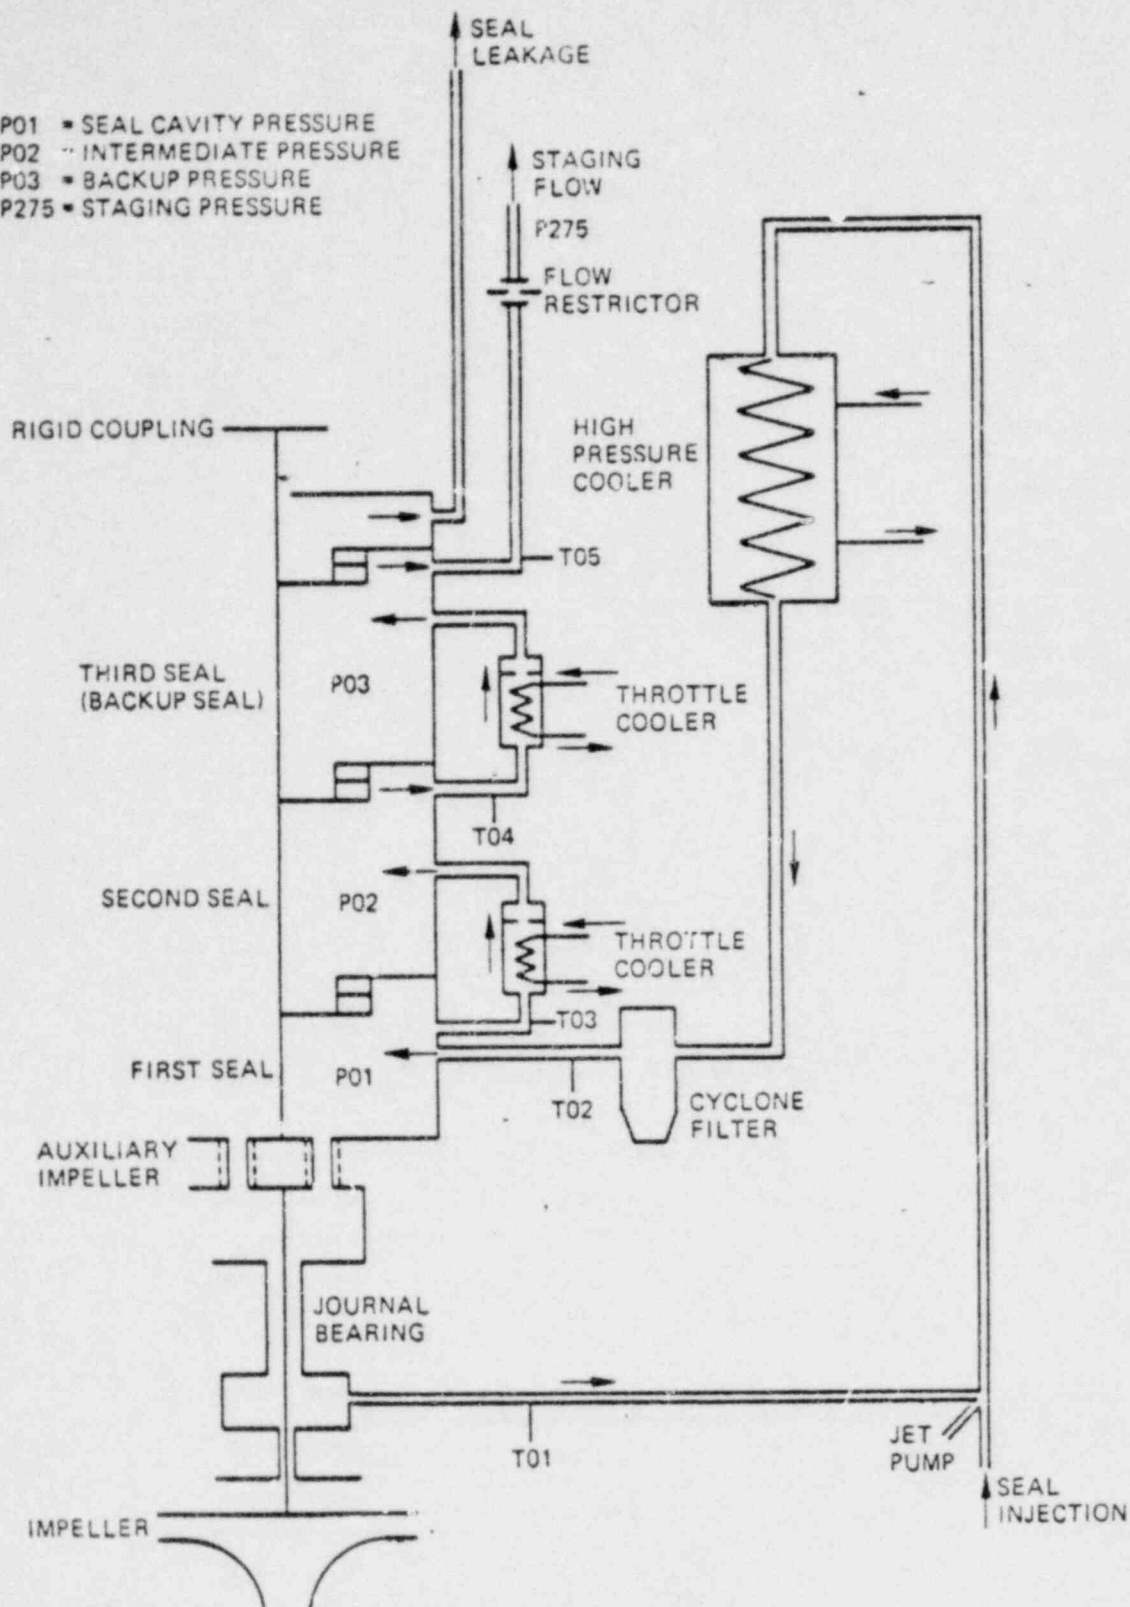 SEAL
LEAKAGE
P01 = SEAL CAVITY PRESSURE
P02 = INTERMEDIATE PRESSURE
P03 = BACKUP PRESSURE
P275 = STAGING PRESSURE
STAGING
FLOW
P275
FLOW
RESTRICTOR
RIGID COUPLING
HIGH
PRESSURE
COOLER
T05
THIRD SEAL
(BACKUP SEAL)
P03
THROTTLE
COOLER
T04
SECOND SEAL
P02
THROTTLE
COOLER
T03
FIRST SEAL
P01
T02
CYCLONE
FILTER
AUXILIARY
IMPELLER
JOURNAL
BEARING
T01
JET
PUMP
SEAL
INJECTION
IMPELLER